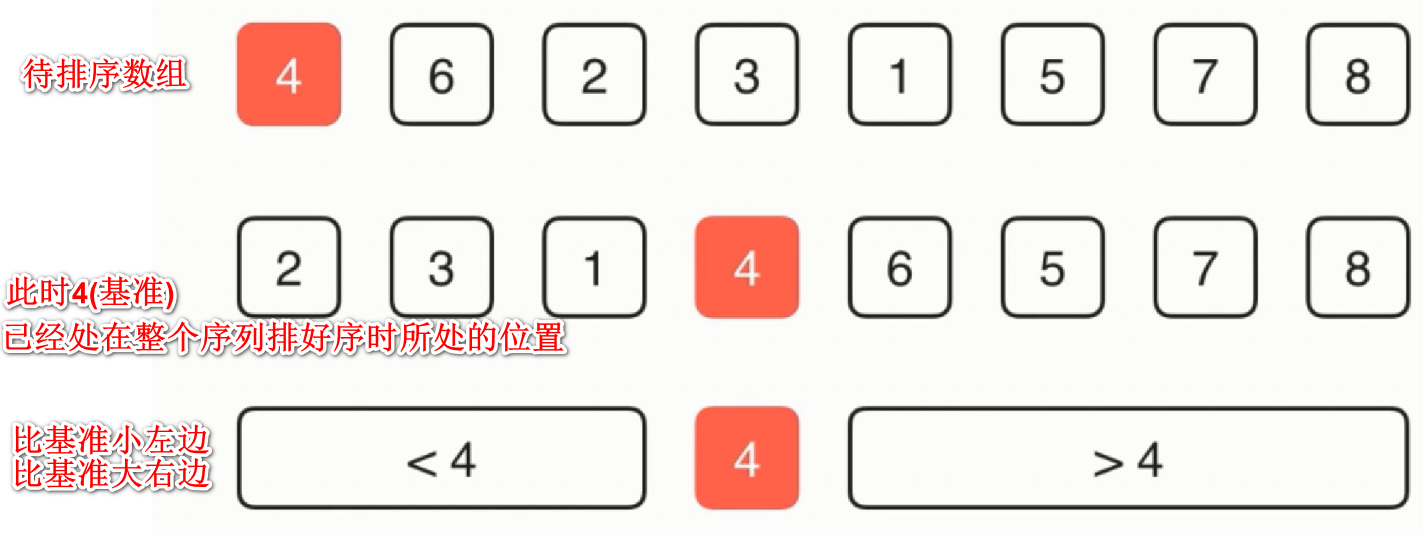 待排序数组 4 6 2 3 1 5 7 8
2 3 1 4 6 5 7 8
此时4(基准)
已经处在整个序列排好序时所处的位置
比基准小左边
比基准大右边
< 4 4 > 4